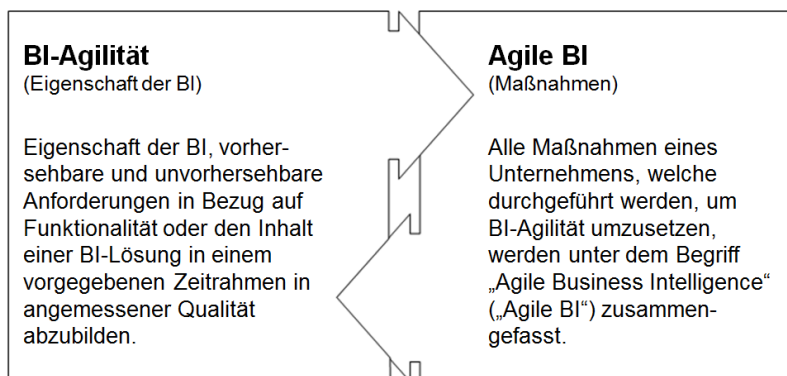 BI-Agilität
(Eigenschaft der BI)
Eigenschaft der BI, vorher-
sehbare und unvorhersehbare
Anforderungen in Bezug auf
Funktionalität oder den Inhalt
einer BI-Lösung in einem
vorgegebenen Zeitrahmen in
angemessener Qualität
abzubilden.
Agile BI
(Maßnahmen)
Alle Maßnahmen eines
Unternehmens, welche
durchgeführt werden, um
BI-Agilität umzusetzen,
werden unter dem Begriff
„Agile Business Intelligence“
(„Agile BI“) zusammen-
gefasst.